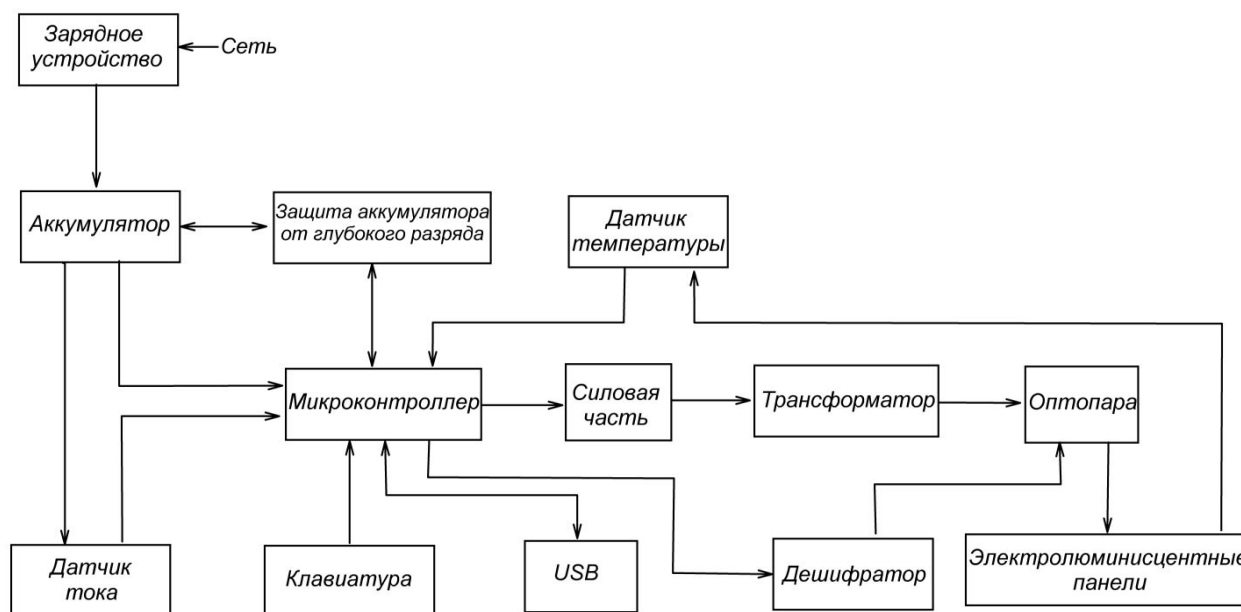 Зарядное
устройство
Сеть
Аккумулятор
Защита аккумулятора
от глубокого разряда
Датчик
температуры
Микроконтроллер
Силовая
часть
Трансформатор
Оптопара
Датчик
тока
Клавиатура
USB
Дешифратор
Электролюминисцентные
панели